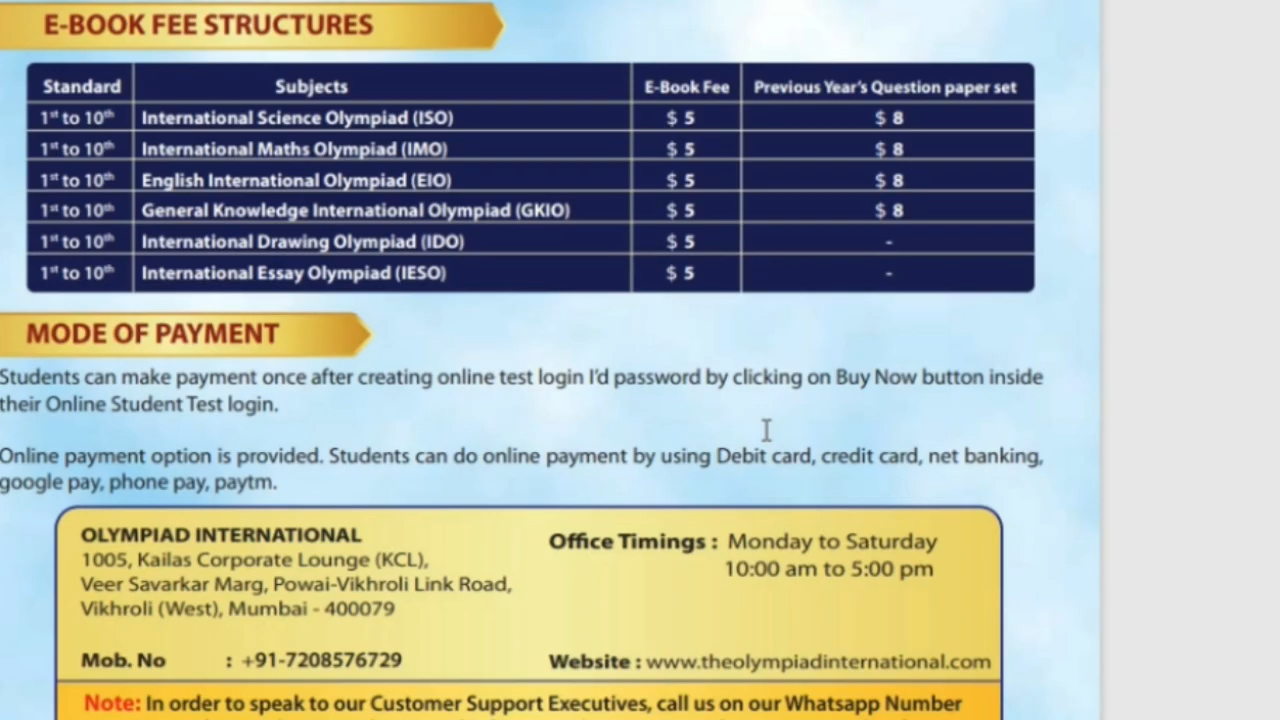 E-BOOK FEE STRUCTURES
Standard Subjects E-Book Fee Previous Year's Question paper set
1st to 10th International Science Olympiad (ISO) $ 5 $ 8
1st to 10th International Maths Olympiad (IMO) $ 5 $ 8
1st to 10th English International Olympiad (EIO) $ 5 $ 8
1st to 10th General Knowledge International Olympiad (GKIO) $ 5 $ 8
1st to 10th International Drawing Olympiad (IDO) $ 5 -
1st to 10th International Essay Olympiad (IESO) $ 5 -
MODE OF PAYMENT
Students can make payment once after creating online test login I'd password by clicking on Buy Now button inside
their Online Student Test login.
Online payment option is provided. Students can do online payment by using Debit card, credit card, net banking,
google pay, phone pay, paytm.
OLYMPIAD INTERNATIONAL
1005, Kailas Corporate Lounge (KCL),
Veer Savarkar Marg, Powai-Vikhroli Link Road,
Vikhroli (West), Mumbai - 400079
Mob. No : +91-7208576729
Office Timings : Monday to Saturday
10:00 am to 5:00 pm
Website : www.theolympiadinternational.com
Note: In order to speak to our Customer Support Executives, call us on our Whatsapp Number